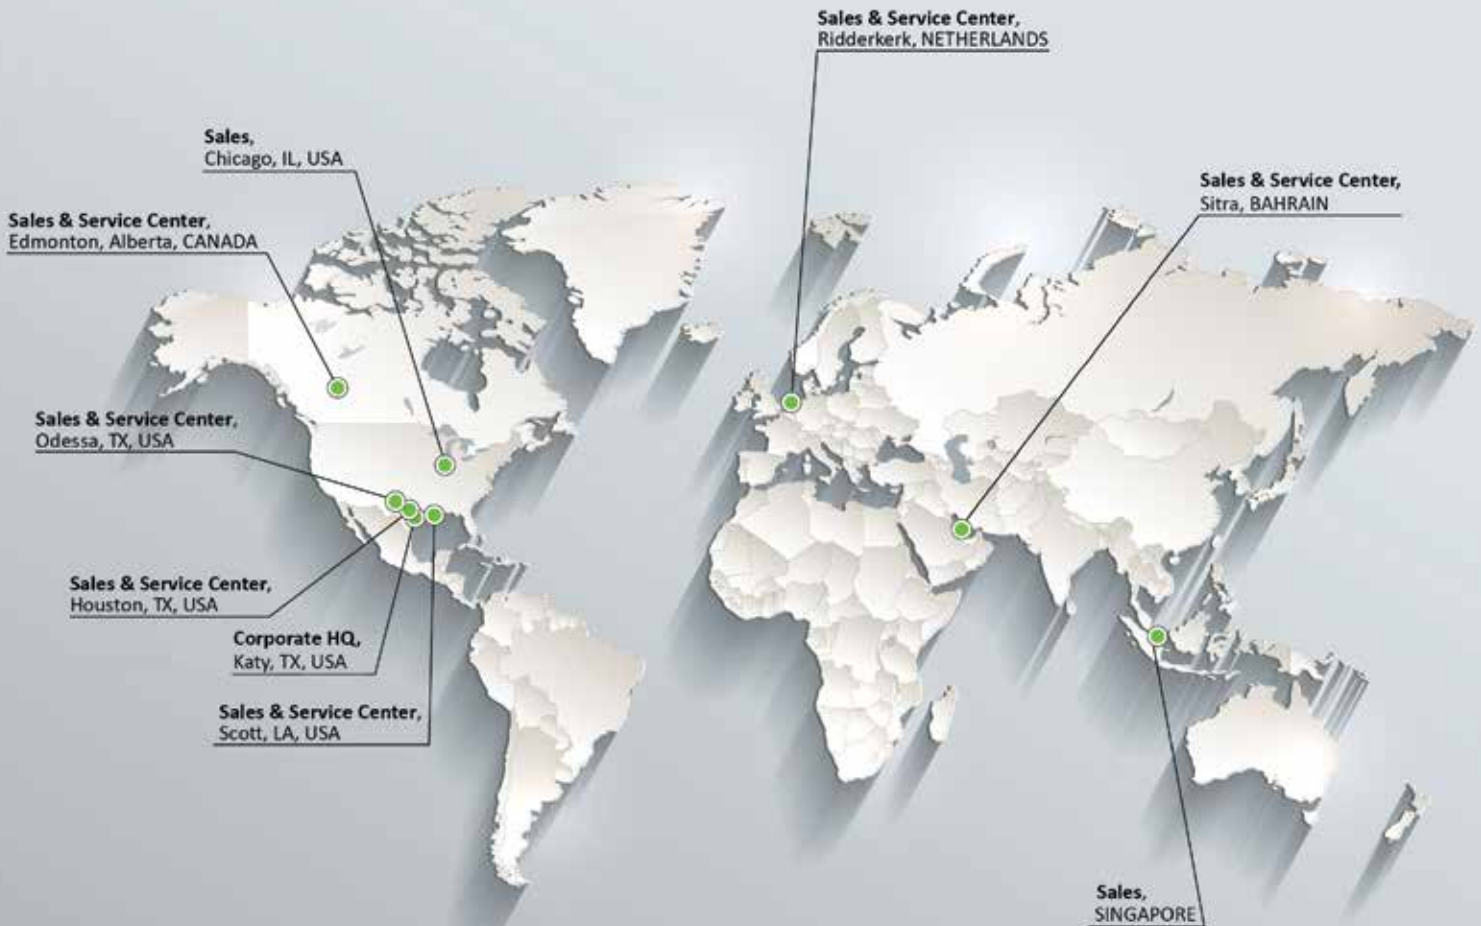 Sales & Service Center,
Ridderkerk, NETHERLANDS
Sales,
Chicago, IL, USA
Sales & Service Center,
Sitra, BAHRAIN
Sales & Service Center,
Edmonton, Alberta, CANADA
Sales & Service Center,
Odessa, TX, USA
Sales & Service Center,
Houston, TX, USA
Corporate HQ,
Katy, TX, USA
Sales & Service Center,
Scott, LA, USA
Sales,
SINGAPORE